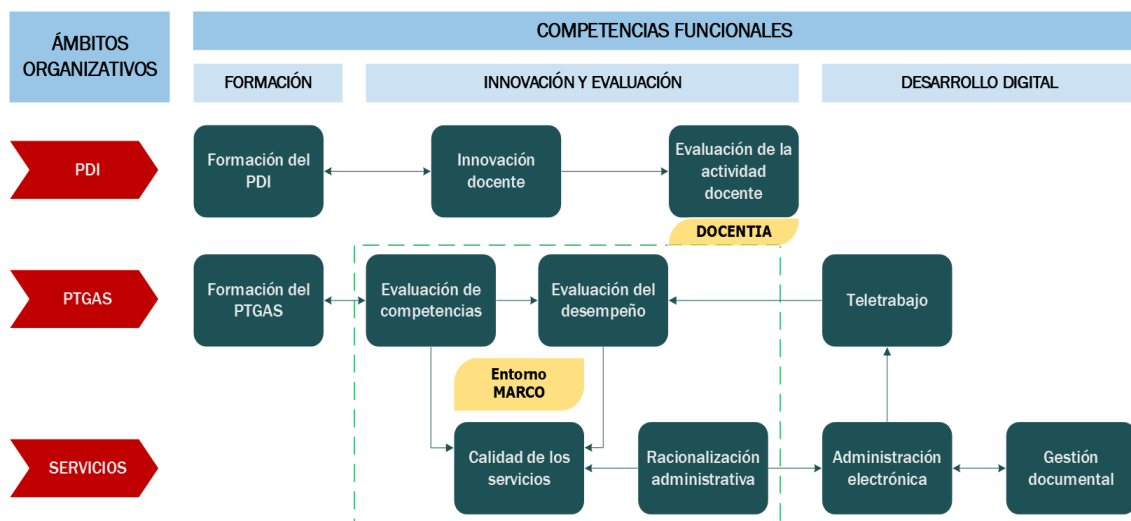 ÁMBITOS
ORGANIZATIVOS
COMPETENCIAS FUNCIONALES
FORMACIÓN
INNOVACIÓN Y EVALUACIÓN
DESARROLLO DIGITAL
PDI
Formación del
PDI
Innovación
docente
Evaluación de la
actividad
docente
DOCENTIA
PTGAS
Formación del
PTGAS
Evaluación de
competencias
Evaluación del
desempeño
Teletrabajo
Entorno
MARCO
SERVICIOS
Calidad de los
servicios
Racionalización
administrativa
Administración
electrónica
Gestión
documental